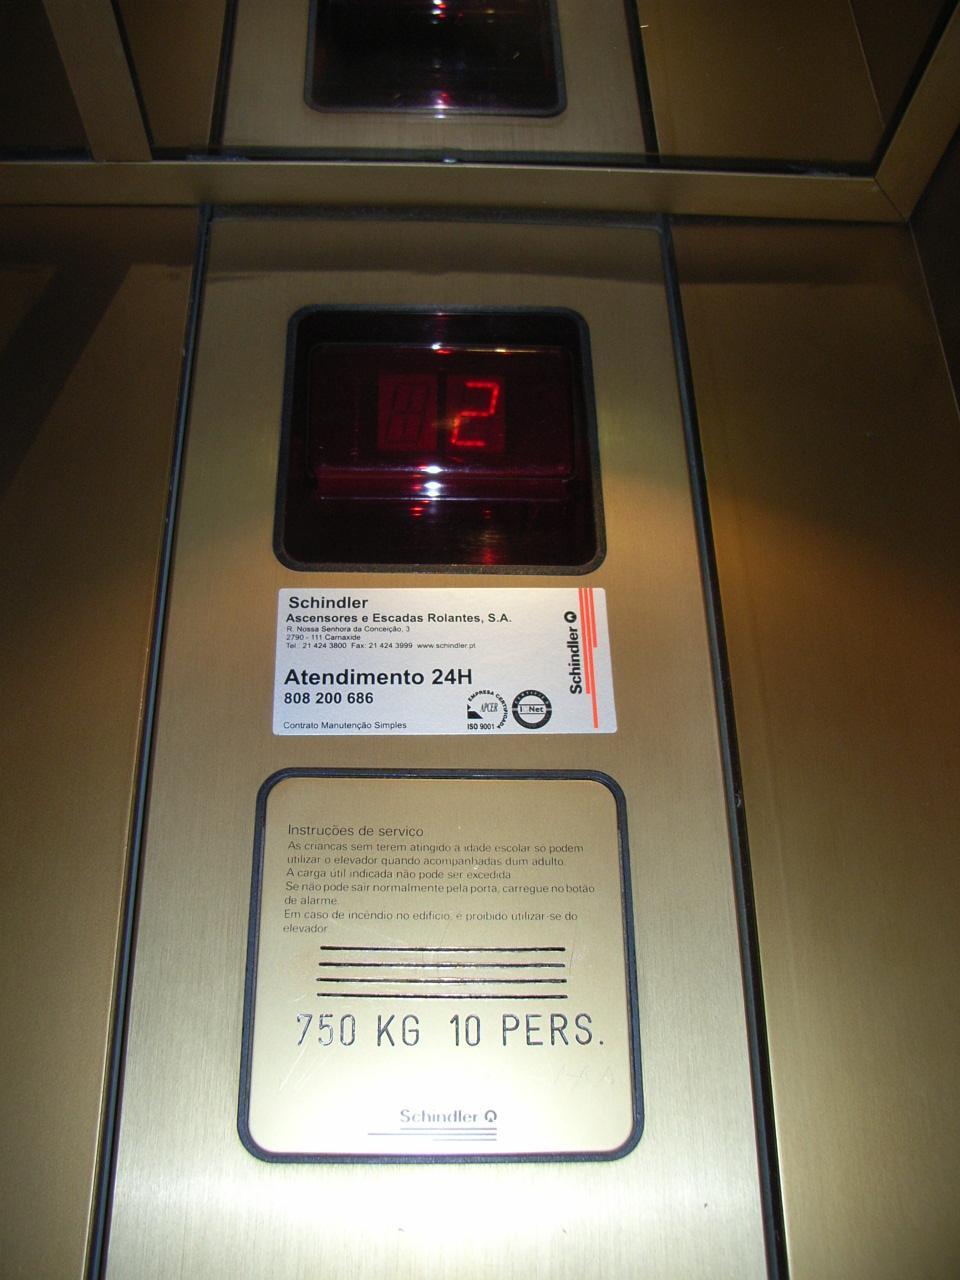 2
Schindler
Ascensores e Escadas Rolantes, S.A.
R. Nossa Senhora da Conceição, 3
2790 - 111 Carnaxide
Tel.: 21 424 3800 Fax: 21 424 3999 www.schindler.pt
Atendimento 24H
808 200 686
Contrato Manutenção Simples
EMPRESA CERTIFICADA
APCER
ISO 9001
CERTIFIED
I Net
Schindler
Instruções de serviço
As crianças sem terem atingido a idade escolar só podem
utilizar o elevador quando acompanhadas dum adulto.
A carga útil indicada não pode ser excedida
Se não pode sair normalmente pela porta, carregue no botão
de alarme.
Em caso de incêndio no edifício, é proibido utilizar-se do
elevador
750 KG 10 PERS.
Schindler